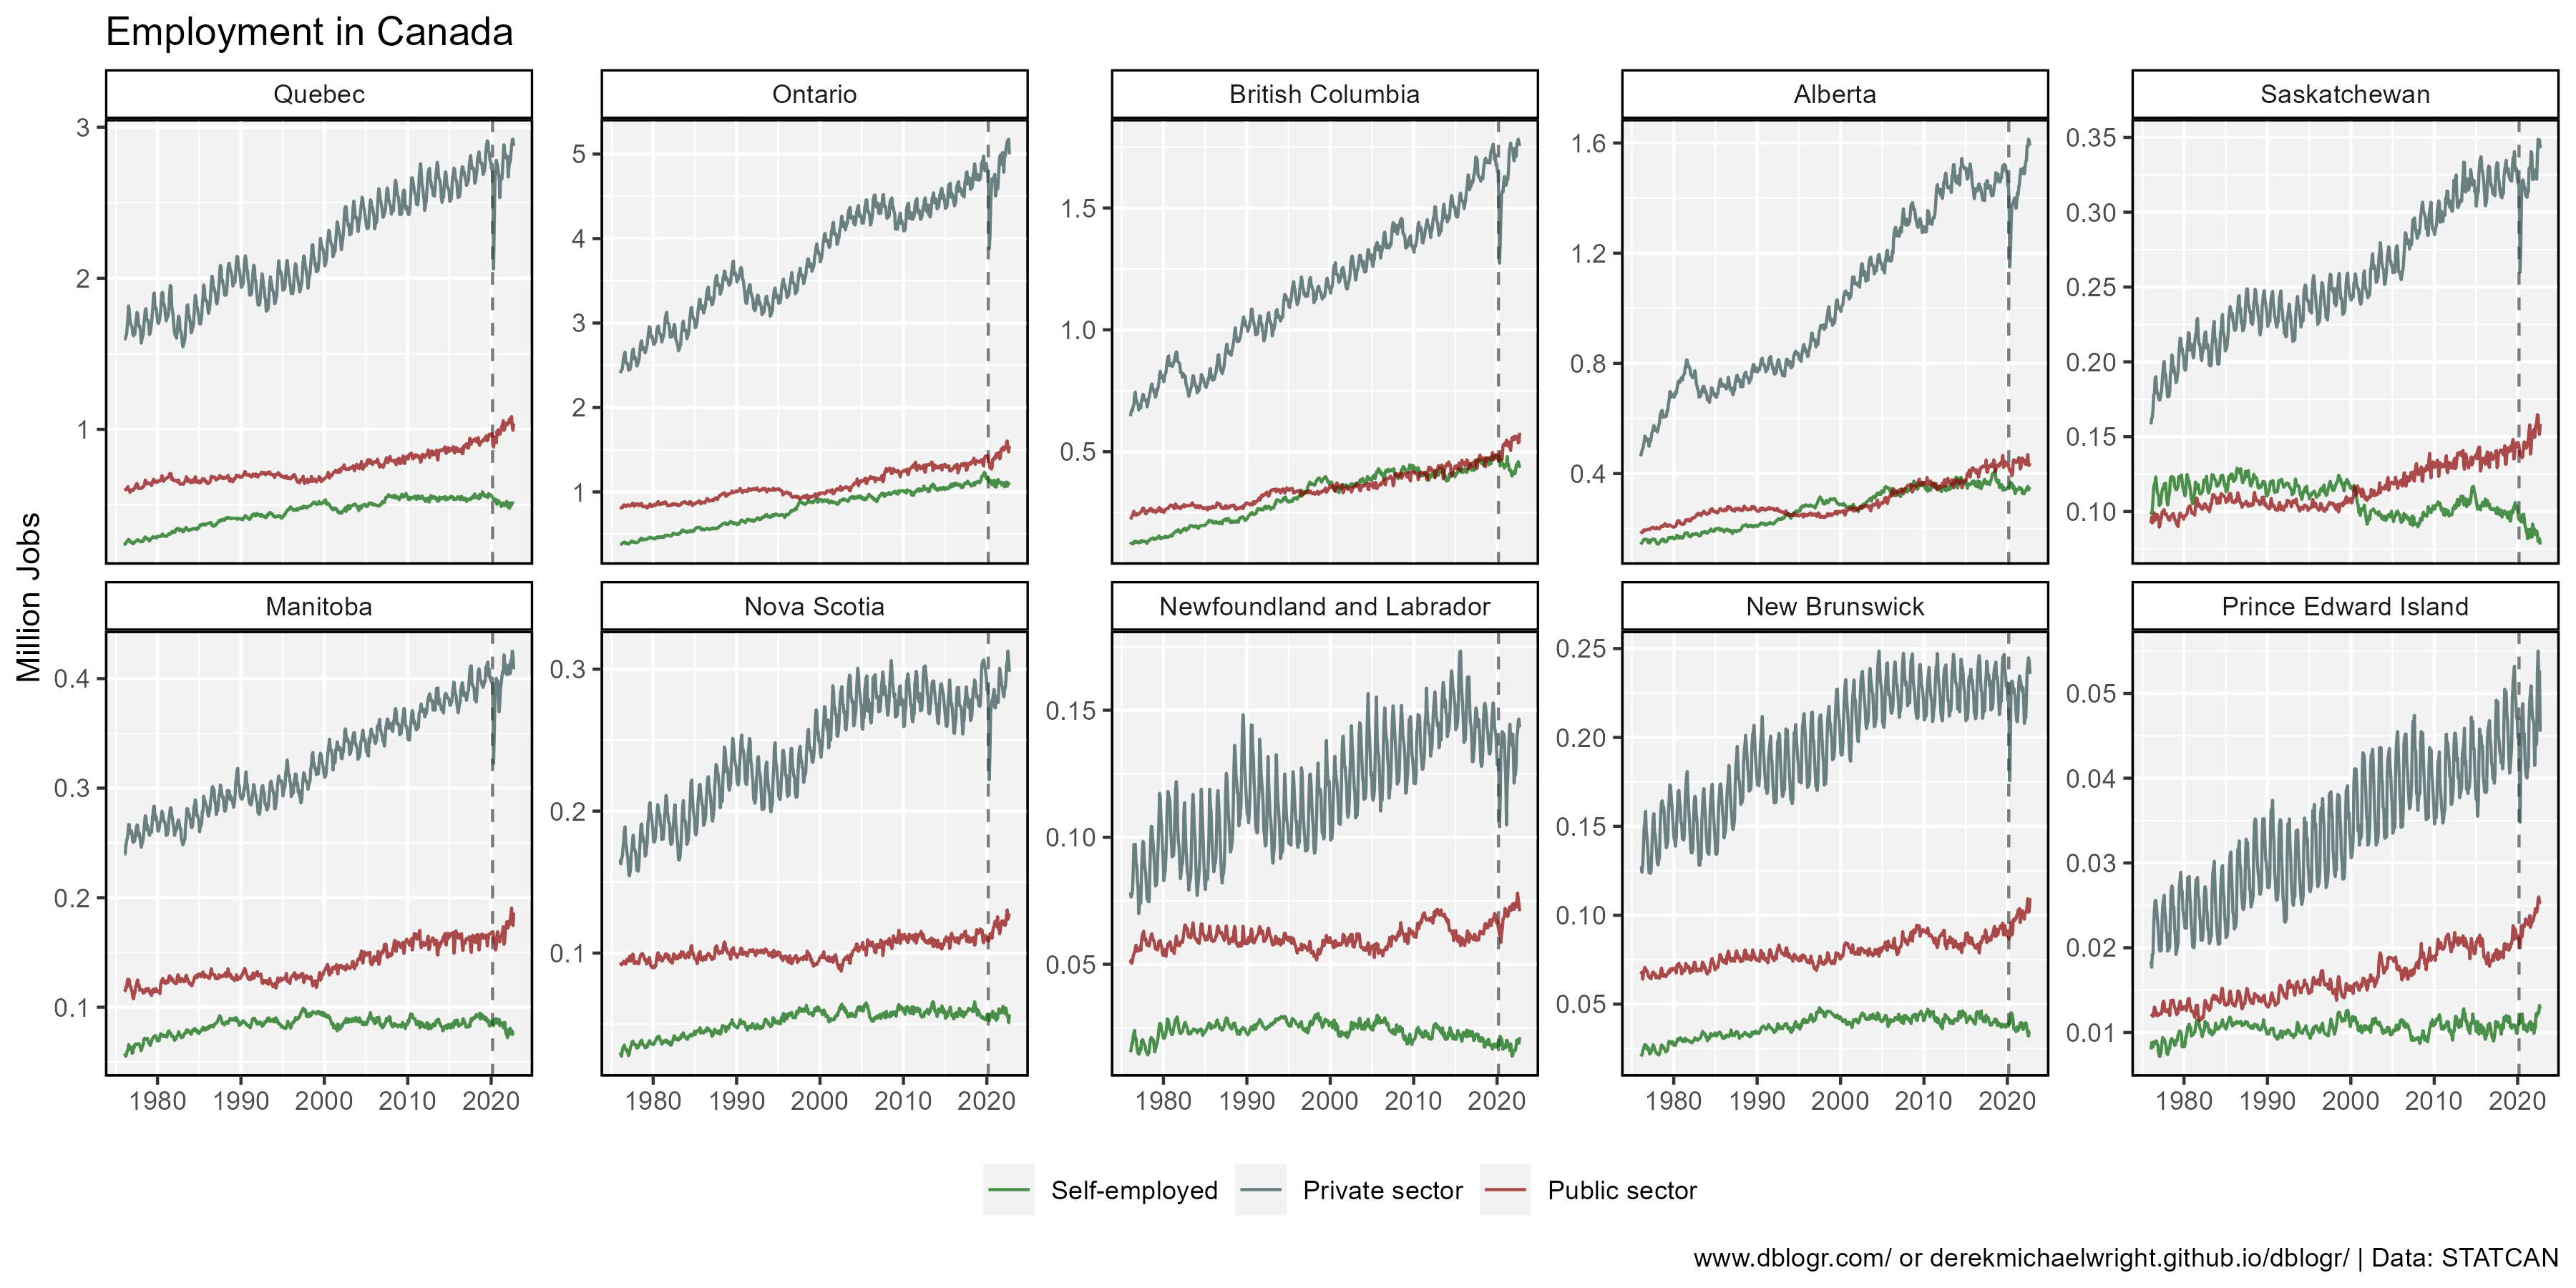 Employment in Canada
Quebec
Ontario
British Columbia
Alberta
Saskatchewan
3
2
1
5
4
3
2
1
1.5
1.0
0.5
1.6
1.2
0.8
0.4
0.35
0.30
0.25
0.20
0.15
0.10
Million Jobs
Manitoba
Nova Scotia
Newfoundland and Labrador
New Brunswick
Prince Edward Island
0.4
0.3
0.2
0.1
0.3
0.2
0.1
0.15
0.10
0.05
0.25
0.20
0.15
0.10
0.05
0.05
0.04
0.03
0.02
0.01
1980 1990 2000 2010 2020
1980 1990 2000 2010 2020
1980 1990 2000 2010 2020
1980 1990 2000 2010 2020
1980 1990 2000 2010 2020
Self-employed
Private sector
Public sector
www.dblogr.com/ or derekmichaelwright.github.io/dblogr/ | Data: STATCAN